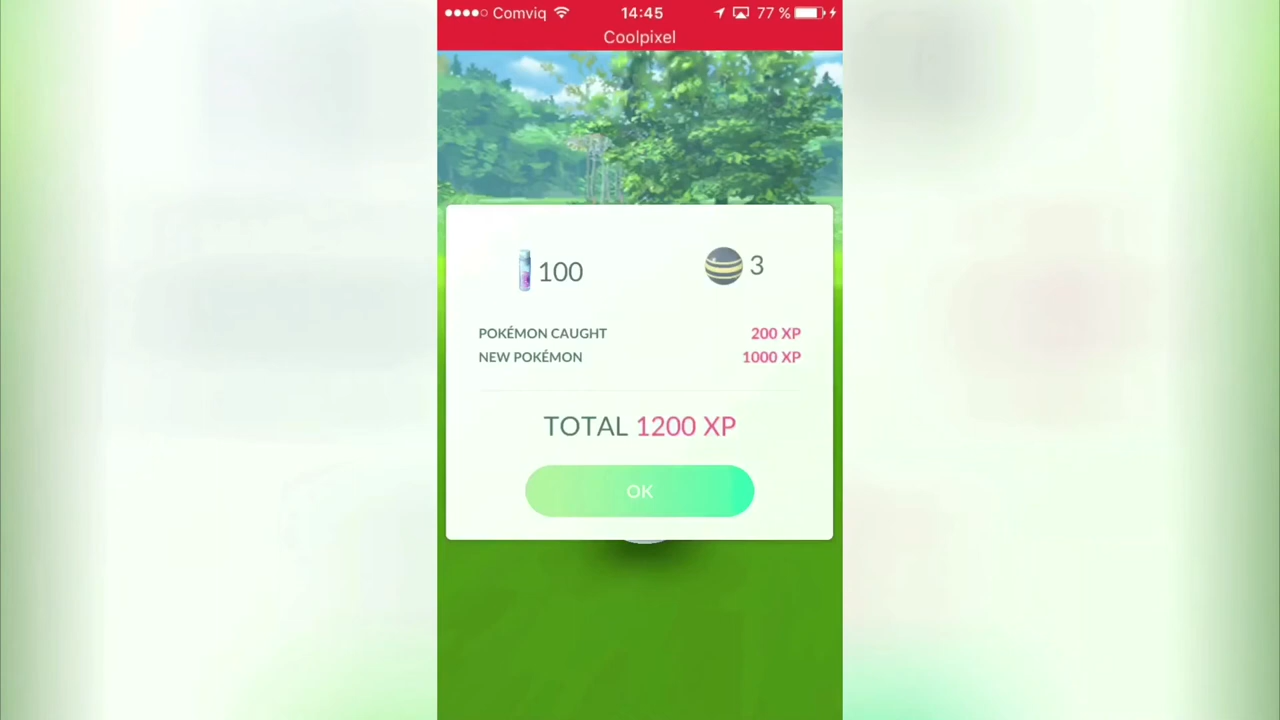 Comviq 14:45 77 %
Coolpixel
100 3
POKÉMON CAUGHT 200 XP
NEW POKÉMON 1000 XP
TOTAL 1200 XP
OK